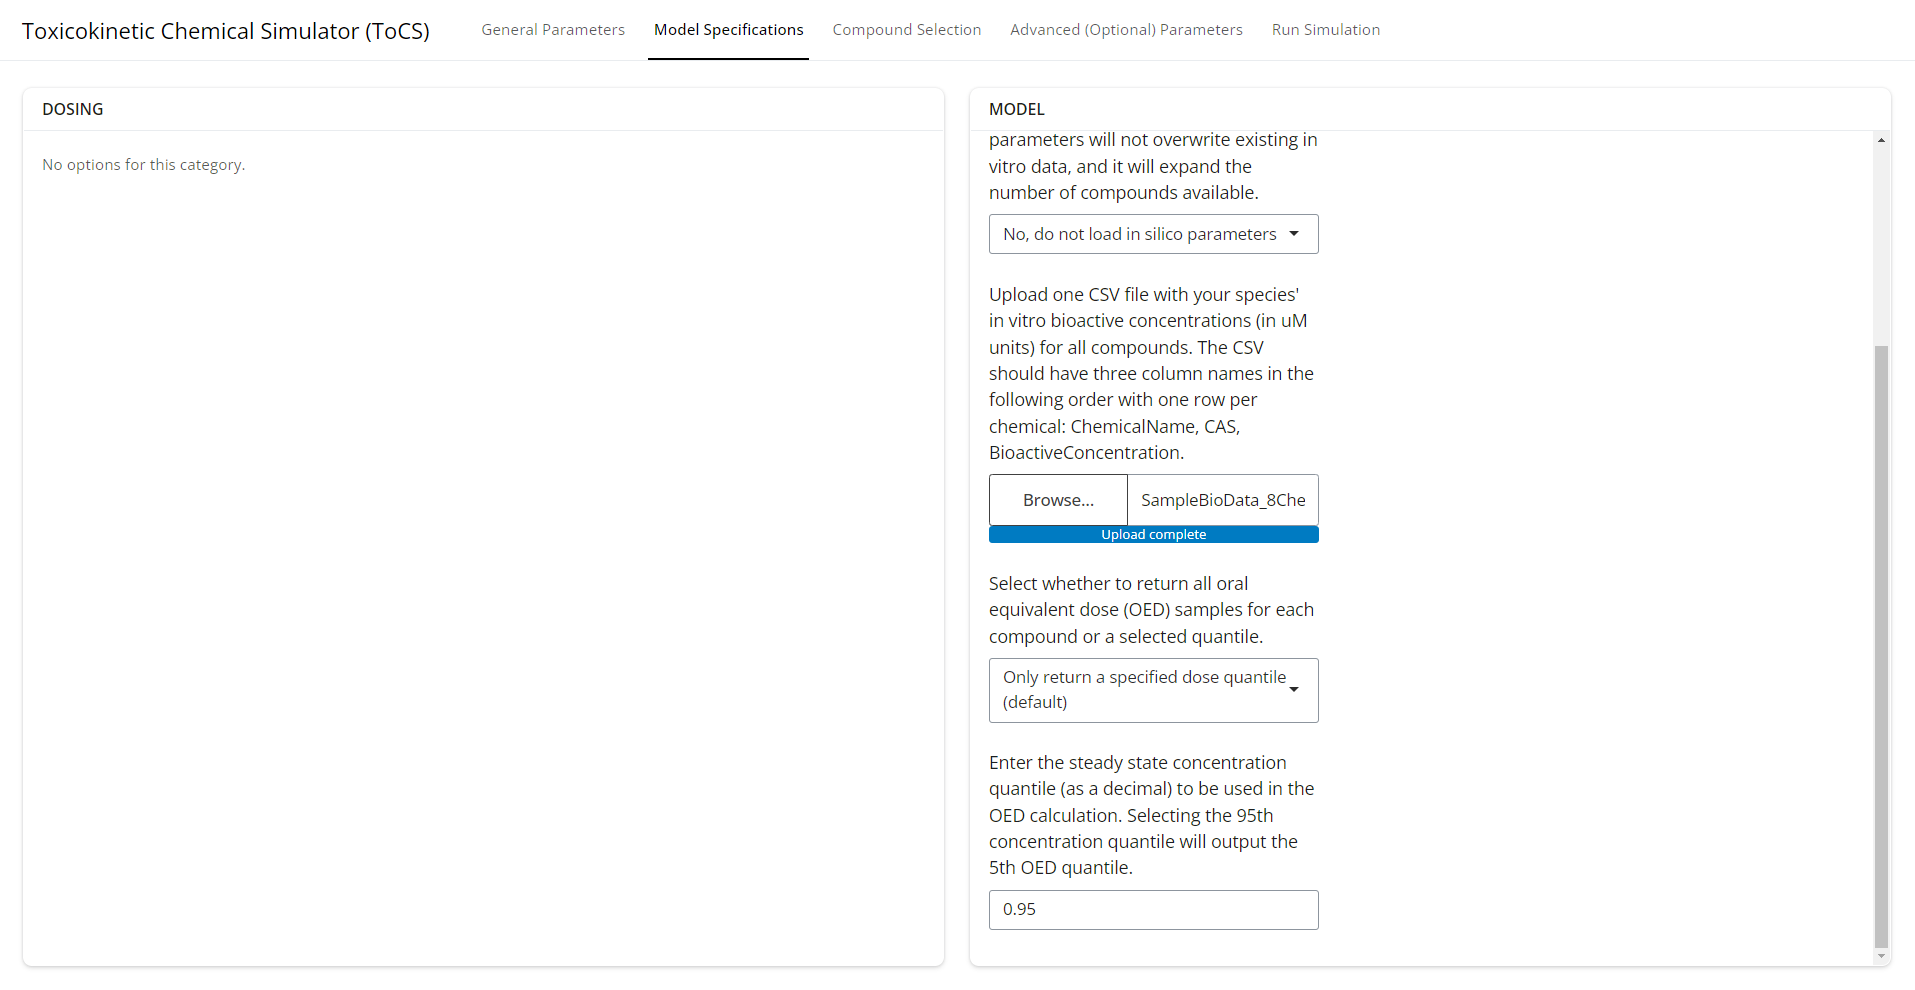 Toxicokinetic Chemical Simulator (ToCS)
General Parameters
Model Specifications
Compound Selection
Advanced (Optional) Parameters
Run Simulation
DOSING
No options for this category.
MODEL
parameters will not overwrite existing in
vitro data, and it will expand the
number of compounds available.
No, do not load in silico parameters
Upload one CSV file with your species'
in vitro bioactive concentrations (in uM
units) for all compounds. The CSV
should have three column names in the
following order with one row per
chemical: ChemicalName, CAS,
BioactiveConcentration.
Browse...
SampleBioData_8Che
Upload complete
Select whether to return all oral
equivalent dose (OED) samples for each
compound or a selected quantile.
Only return a specified dose quantile
(default)
Enter the steady state concentration
quantile (as a decimal) to be used in the
OED calculation. Selecting the 95th
concentration quantile will output the
5th OED quantile.
0.95